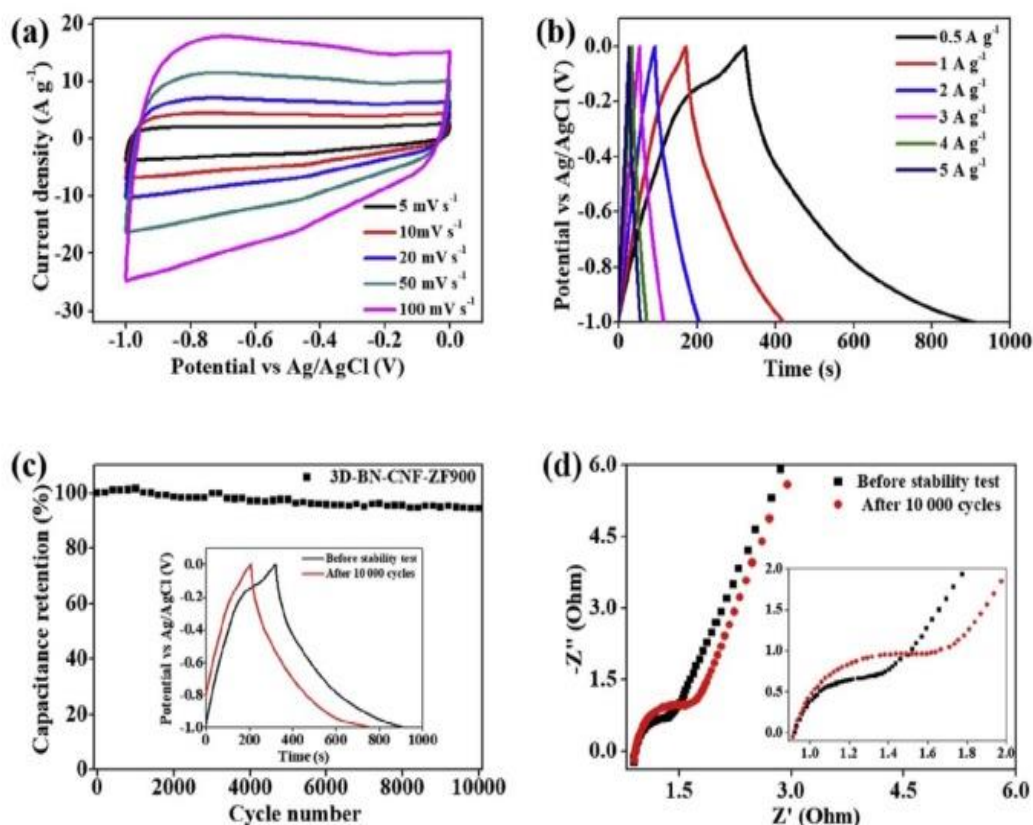 (a)
20
10
0
-10
-20
-30
Current density (A g-1)
-1.0 -0.8 -0.6 -0.4 -0.2 0.0
Potential vs Ag/AgCl (V)
5 mV s-1
10mV s-1
20 mV s-1
50 mV s-1
100 mV s-1
(b)
0.0
-0.2
-0.4
-0.6
-0.8
-1.0
Potential vs Ag/AgCl (V)
0 200 400 600 800 1000
Time (s)
0.5 A g-1
1 A g-1
2 A g-1
3 A g-1
4 A g-1
5 A g-1
(c)
100
80
60
40
20
0
Capacitance retention (%)
0 2000 4000 6000 8000 10000
Cycle number
3D-BN-CNF-ZF900
0.0
-0.2
-0.4
-0.6
-0.8
-1.0
Potential vs Ag/AgCl (V)
0 200 400 600 800 1000
Time (s)
Before stability test
After 10 000 cycles
(d)
6.0
4.5
3.0
1.5
0.0
-Z" (Ohm)
1.5 3.0 4.5 6.0
Z' (Ohm)
Before stability test
After 10 000 cycles
2.0
1.5
1.0
0.5
0.0
1.0 1.2 1.4 1.6 1.8 2.0